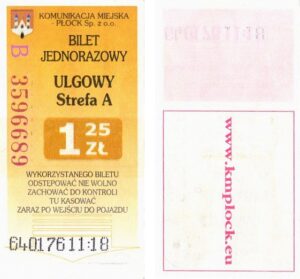 KOMUNIKACJA MIEJSKA
- PŁOCK Sp. z o.o.
BILET
JEDNORAZOWY
ULGOWY
Strefa A
1 25
ZŁ
WYKORZYSTANEGO BILETU
ODSTĘPOWAĆ NIE WOLNO
ZACHOWAĆ DO KONTROLI
TU KASOWAĆ
ZARAZ PO WEJŚCIU DO POJAZDU
64017611:18
B 3596689
www.kmplock.eu